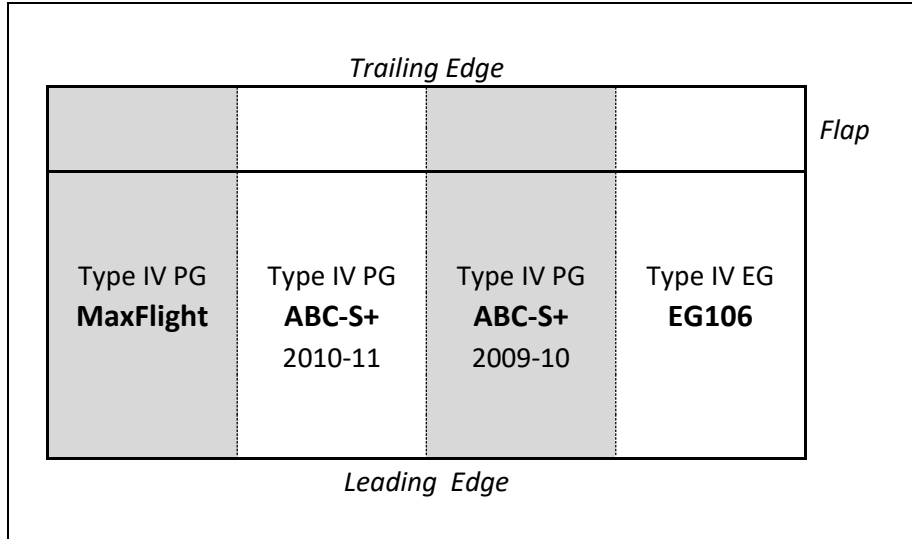 Trailing Edge
Flap
Type IV PG
MaxFlight
Type IV PG
ABC-S+
2010-11
Type IV PG
ABC-S+
2009-10
Type IV EG
EG106
Leading Edge